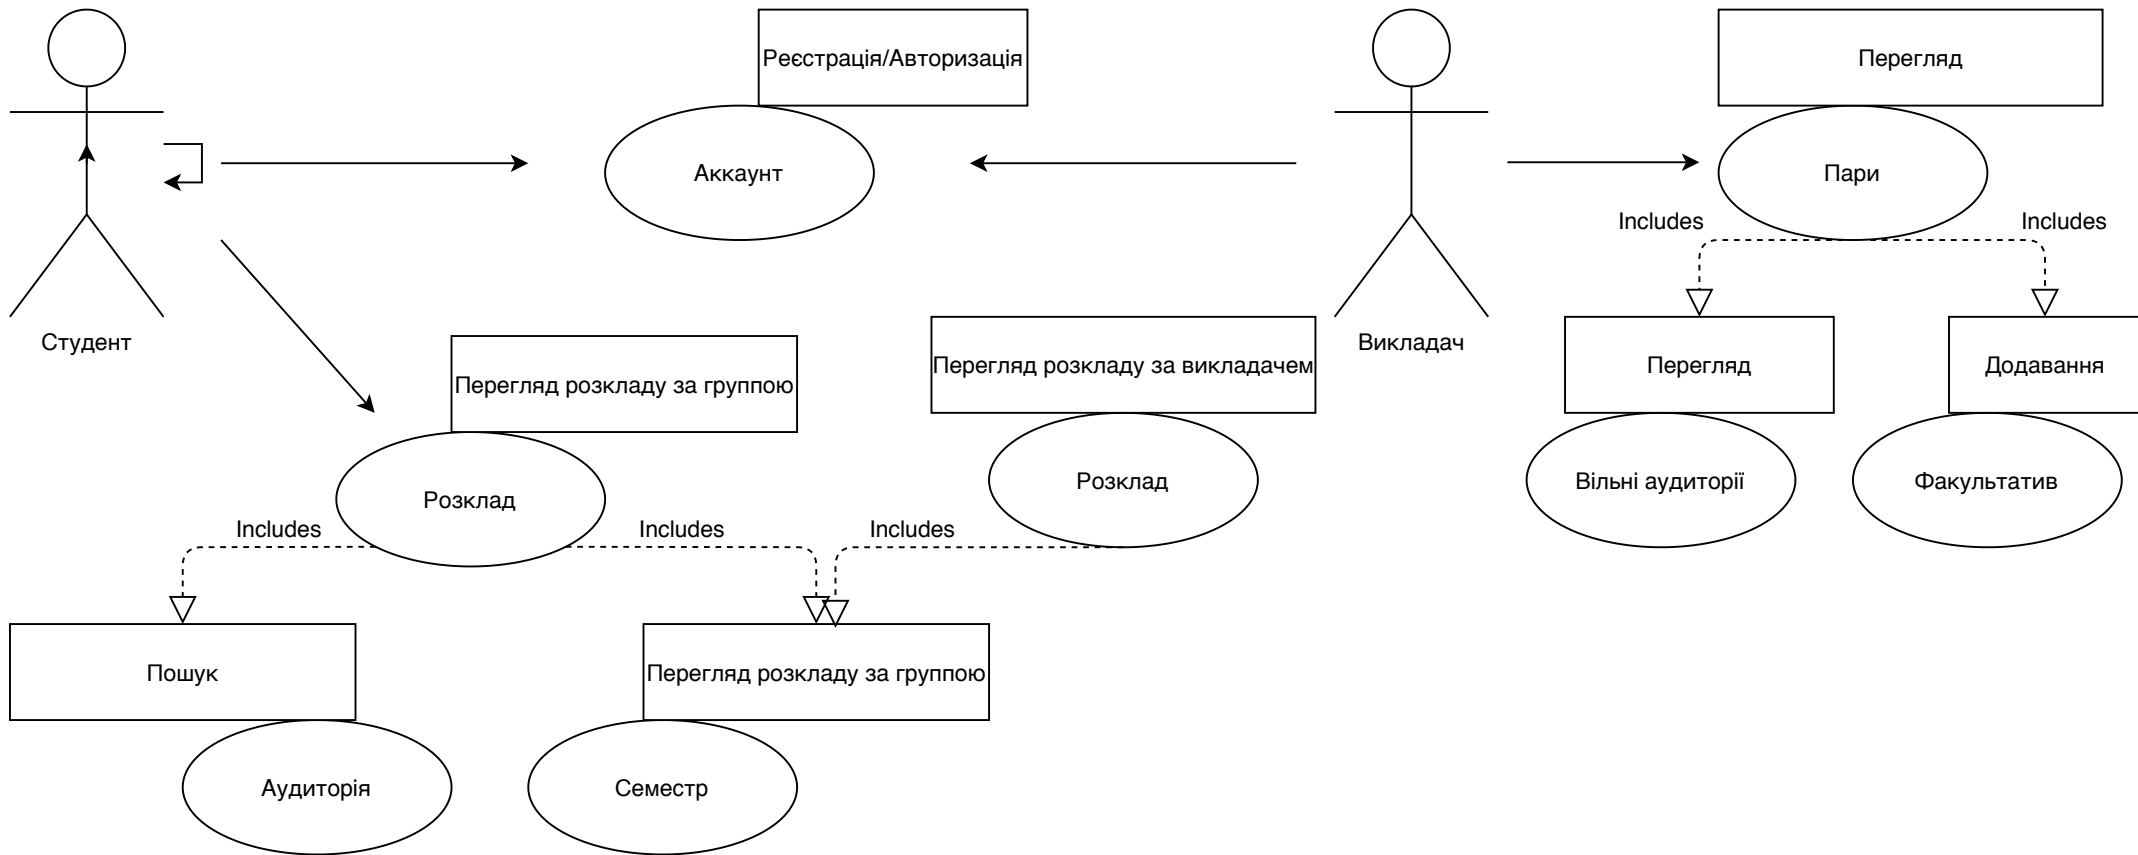 Реєстрація/Авторизація
Перегляд
Аккаунт
Пари
Includes
Includes
Студент
Викладач
Перегляд розкладу за группою
Перегляд розкладу за викладачем
Перегляд
Додавання
Розклад
Розклад
Вільні аудиторії
Факультатив
Includes
Includes
Includes
Пошук
Перегляд розкладу за группою
Аудиторія
Семестр